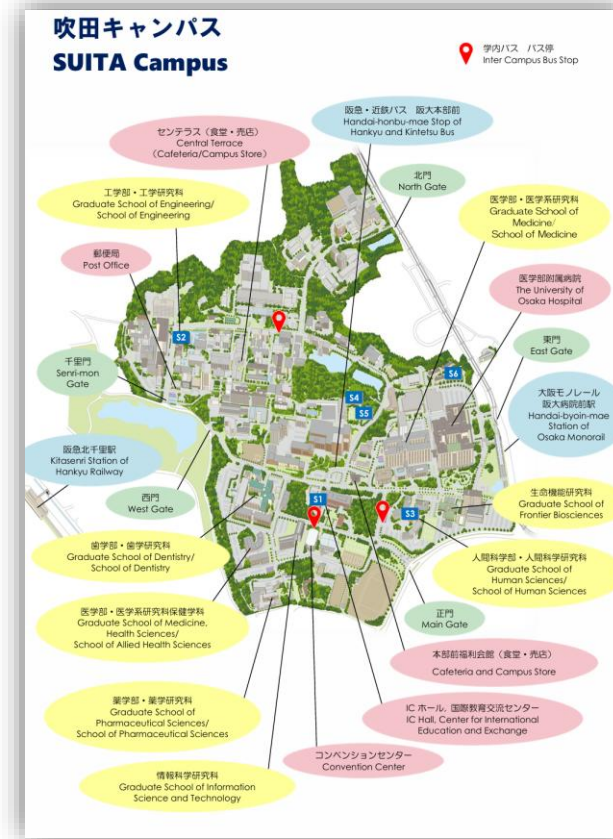 吹田キャンパス
SUITA Campus
学内バス　バス停
Inter Campus Bus Stop
阪急・近鉄バス　阪大本部前
Handai-honbu-mae Stop of
Hankyu and Kintetsu Bus
センテラス（食堂・売店）
Central Terrace
（Cafeteria/Campus Store）
北門
North Gate
工学部・工学研究科
Graduate School of Engineering/
School of Engineering
医学部・医学系研究科
Graduate School of
Medicine/
School of Medicine
郵便局
Post Office
医学部附属病院
The University of
Osaka Hospital
東門
East Gate
千里門
Senri-mon
Gate
大阪モノレール
阪大病院前駅
Handai-byoin-mae
Station of
Osaka Monorail
S2
S6
S4
S5
阪急北千里駅
Kitasenri Station of
Hankyu Railway
西門
West Gate
S1
S3
生命機能研究科
Graduate School of
Frontier Biosciences
歯学部・歯学研究科
Graduate School of Dentistry/
School of Dentistry
人間科学部・人間科学研究科
Graduate School of
Human Sciences/
School of Human Sciences
医学部・医学系研究科保健学科
Graduate School of Medicine,
Health Sciences/
School of Allied Health Sciences
正門
Main Gate
本部前福利会館（食堂・売店）
Cafeteria and Campus Store
薬学部・薬学研究科
Graduate School of
Pharmaceutical Sciences/
School of Pharmaceutical Sciences
IC ホール, 国際教育交流センター
IC Hall, Center for International
Education and Exchange
コンベンションセンター
Convention Center
情報科学研究科
Graduate School of Information
Science and Technology